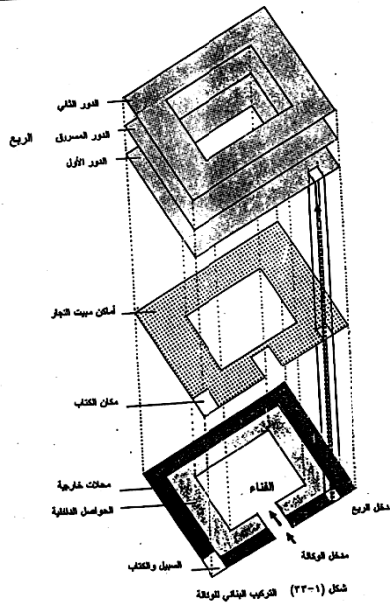 الدور الثاني
الدور المسروق
الربع
الدور الأول
أماكن مبيت التجار
مكان الكتاب
محلات خارجية
الحواصل الداخلية
الفناء
مدخل الربع
مدخل الوكالة
السبيل والكتاب
شكل (١-٣٣) التركيب البنائي للوكالة